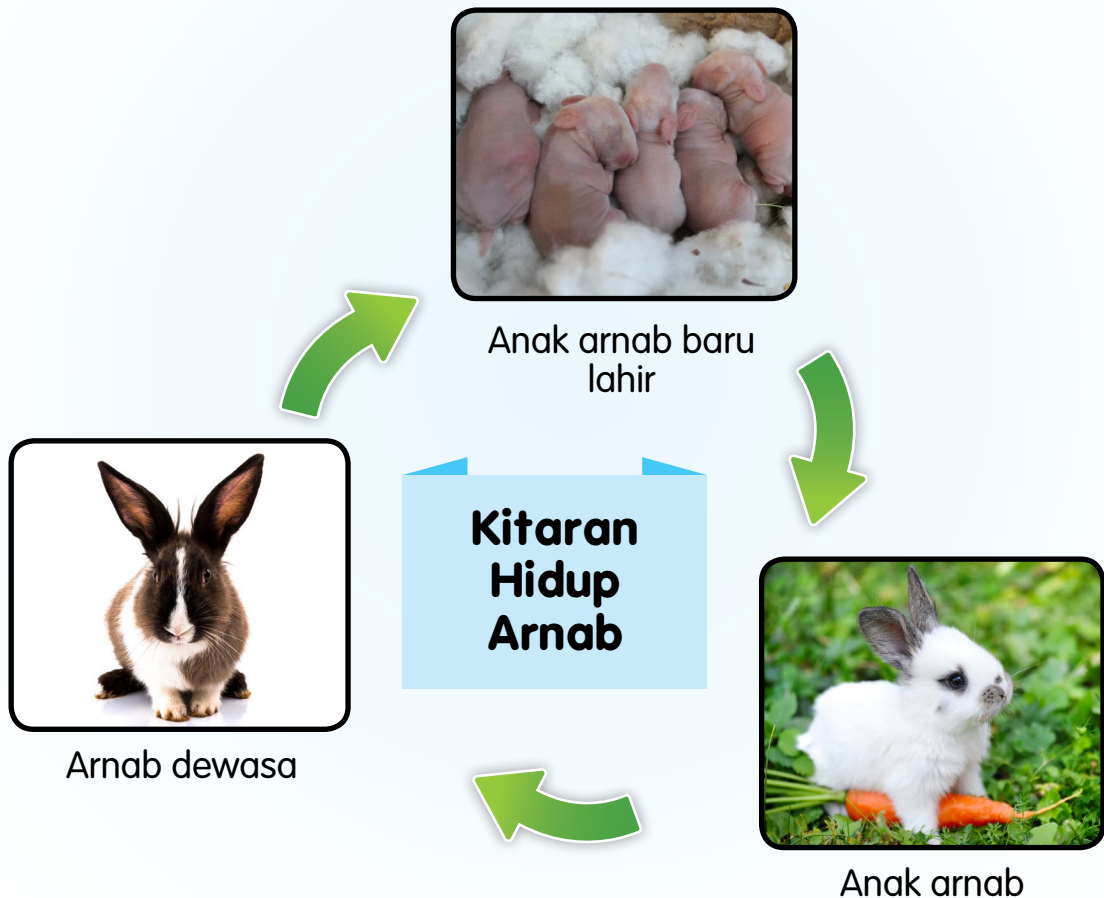 Anak arnab baru
lahir
Kitaran
Hidup
Arnab
Arnab dewasa
Anak arnab